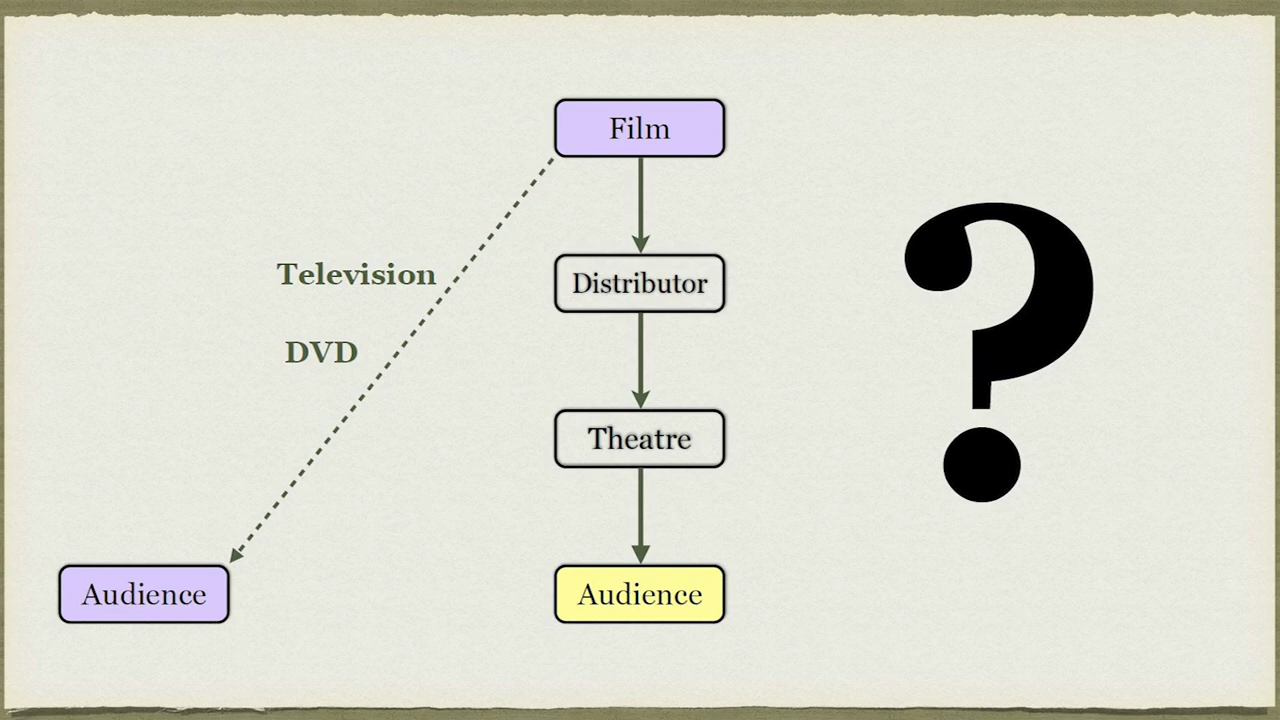 Film
Television
Distributor
DVD
Theatre
Audience
Audience
?